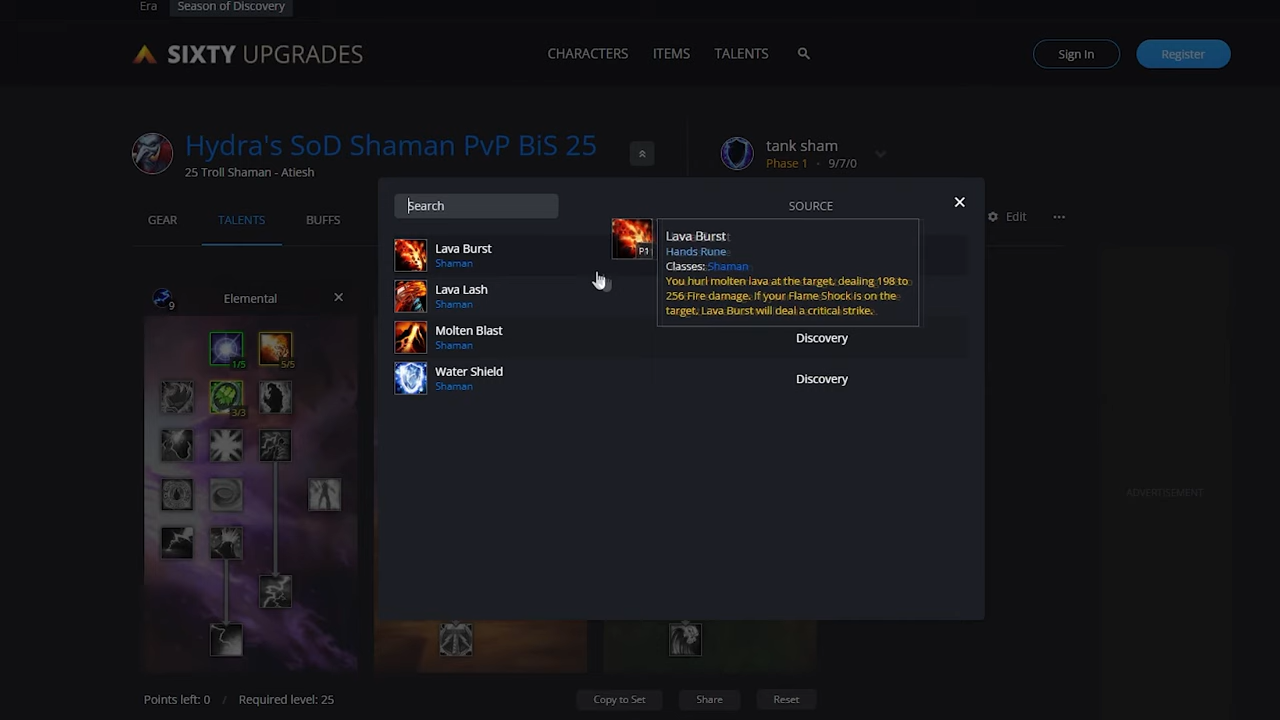 Era
Season of Discovery
SIXTY UPGRADES
CHARACTERS
ITEMS
TALENTS
Sign In
Register
Hydra's SoD Shaman PvP BiS 25
25 Troll Shaman - Atiesh
tank sham
Phase 1 • 9/7/0
GEAR
TALENTS
BUFFS
Edit
Search
SOURCE
Lava Burst
Shaman
Lava Lash
Shaman
Molten Blast
Shaman
Discovery
Water Shield
Shaman
Discovery
P1
Lava Burst
Hands Rune
Classes: Shaman
You hurl molten lava at the target, dealing 198 to
256 Fire damage. If your Flame Shock is on the
target, Lava Burst will deal a critical strike.
9
Elemental
1/5
5/5
3/3
ADVERTISEMENT
Points left: 0 / Required level: 25
Copy to Set
Share
Reset